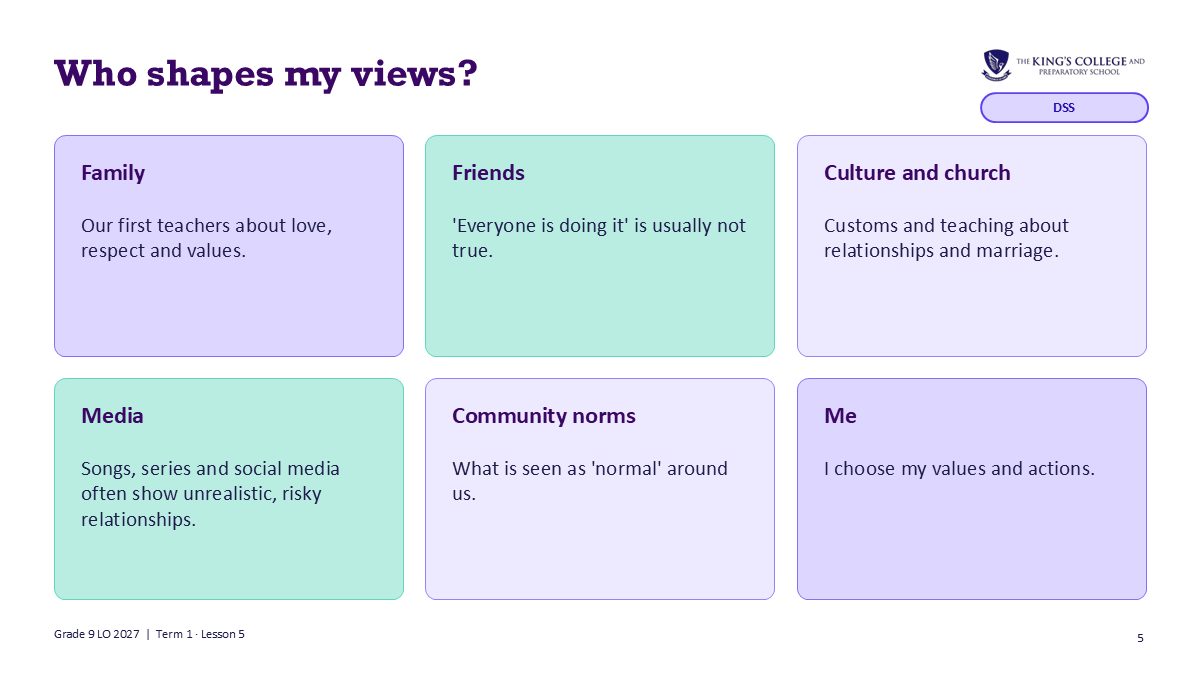 Who shapes my views?
THE KING'S COLLEGE AND
PREPARATORY SCHOOL
DSS
Family
Our first teachers about love,
respect and values.
Friends
'Everyone is doing it' is usually not
true.
Culture and church
Customs and teaching about
relationships and marriage.
Media
Songs, series and social media
often show unrealistic, risky
relationships.
Community norms
What is seen as 'normal' around
us.
Me
I choose my values and actions.
Grade 9 LO 2027 | Term 1 · Lesson 5
5